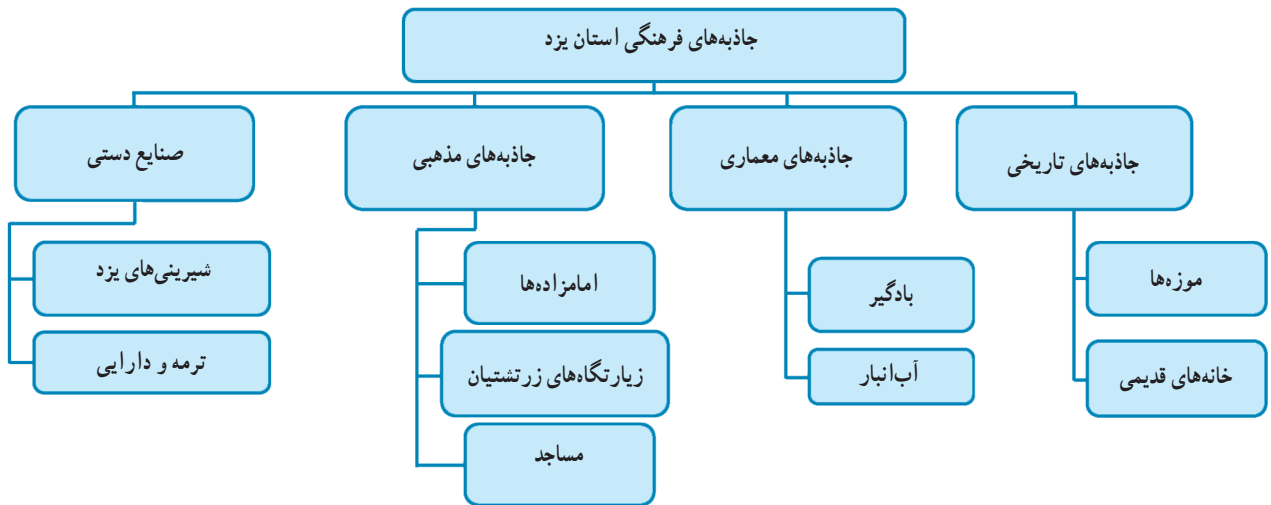 جاذبه‌های فرهنگی استان یزد
جاذبه‌های تاریخی
موزه‌ها
خانه‌های قدیمی
جاذبه‌های معماری
بادگیر
آب‌انبار
جاذبه‌های مذهبی
امامزاده‌ها
زیارتگاه‌های زرتشتیان
مساجد
صنایع دستی
شیرینی‌های یزد
ترمه و دارایی